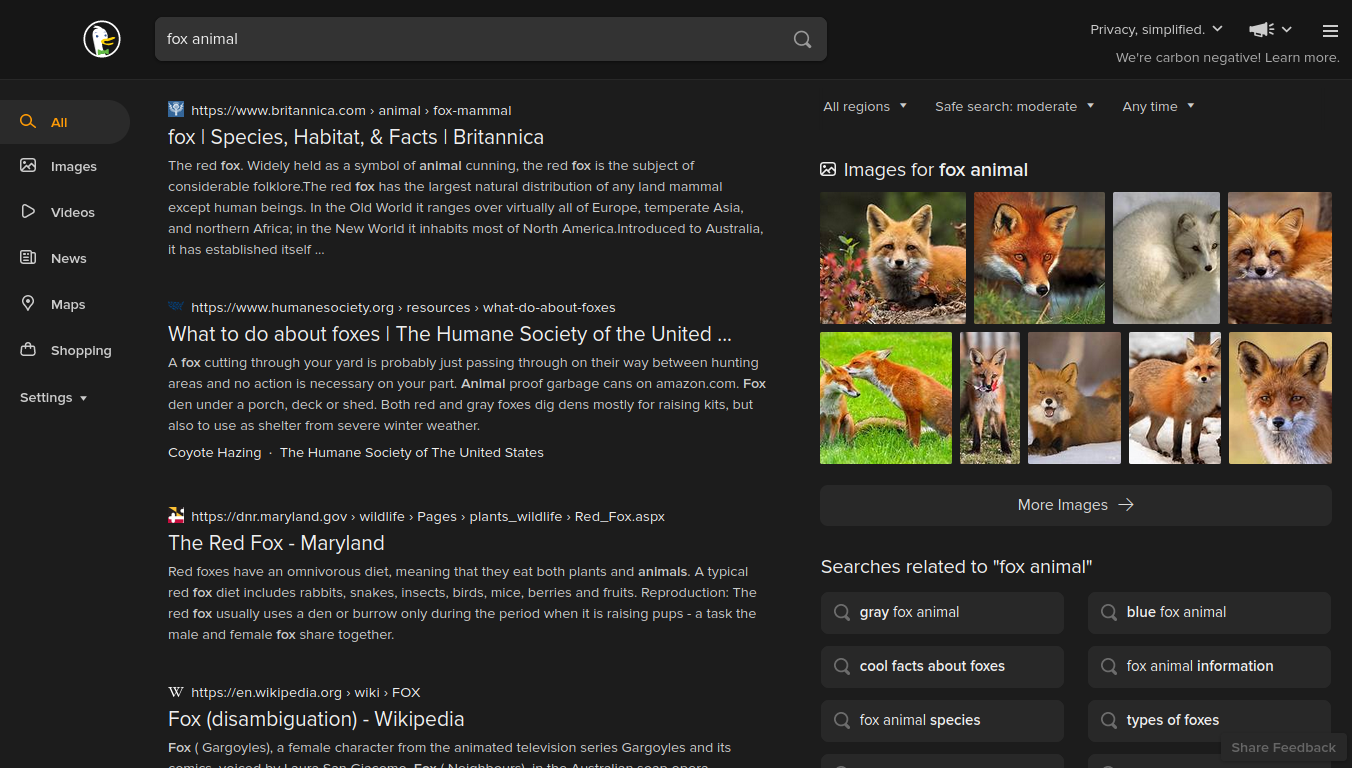 fox animal
Privacy, simplified.
We're carbon negative! Learn more.
All
Images
Videos
News
Maps
Shopping
Settings
https://www.britannica.com › animal › fox-mammal
fox | Species, Habitat, & Facts | Britannica
The red fox. Widely held as a symbol of animal cunning, the red fox is the subject of
considerable folklore.The red fox has the largest natural distribution of any land mammal
except human beings. In the Old World it ranges over virtually all of Europe, temperate Asia,
and northern Africa; in the New World it inhabits most of North America.Introduced to Australia,
it has established itself ...
https://www.humanesociety.org › resources › what-do-about-foxes
What to do about foxes | The Humane Society of the United ...
A fox cutting through your yard is probably just passing through on their way between hunting
areas and no action is necessary on your part. Animal proof garbage cans on amazon.com. Fox
den under a porch, deck or shed. Both red and gray foxes dig dens mostly for raising kits, but
also to use as shelter from severe winter weather.
Coyote Hazing · The Humane Society of The United States
https://dnr.maryland.gov › wildlife › Pages › plants_wildlife › Red_Fox.aspx
The Red Fox - Maryland
Red foxes have an omnivorous diet, meaning that they eat both plants and animals. A typical
red fox diet includes rabbits, snakes, insects, birds, mice, berries and fruits. Reproduction: The
red fox usually uses a den or burrow only during the period when it is raising pups - a task the
male and female fox share together.
W https://en.wikipedia.org › wiki › FOX
Fox (disambiguation) - Wikipedia
Fox ( Gargoyles), a female character from the animated television series Gargoyles and its
comics, voiced by Laura San Giacomo. Fox ( Neighbours), in the Australian soap opera
All regions
Safe search: moderate
Any time
Images for fox animal
More Images
Searches related to "fox animal"
gray fox animal
blue fox animal
cool facts about foxes
fox animal information
fox animal species
types of foxes
Share Feedback